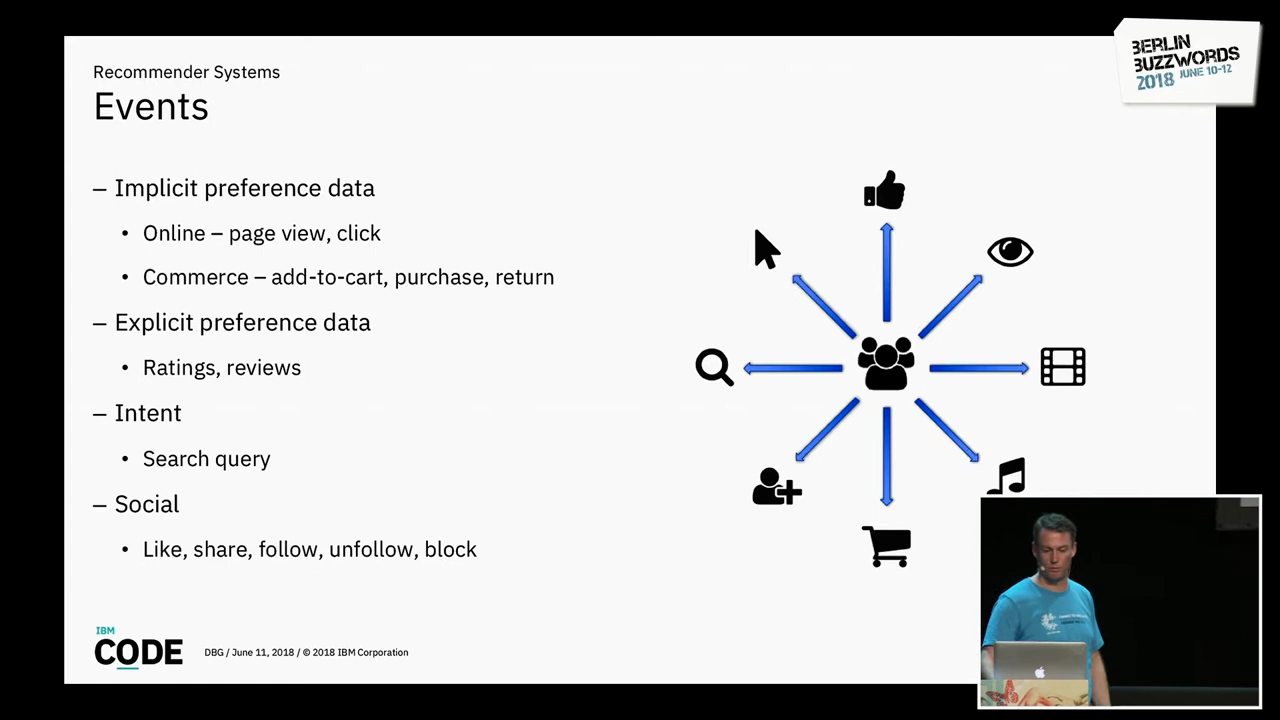 Recommender Systems
Events
– Implicit preference data
• Online – page view, click
• Commerce – add-to-cart, purchase, return
– Explicit preference data
• Ratings, reviews
– Intent
• Search query
– Social
• Like, share, follow, unfollow, block
IBM
CODE
DBG / June 11, 2018 / © 2018 IBM Corporation
BERLIN
BUZZWORDS
2018 JUNE 10-12